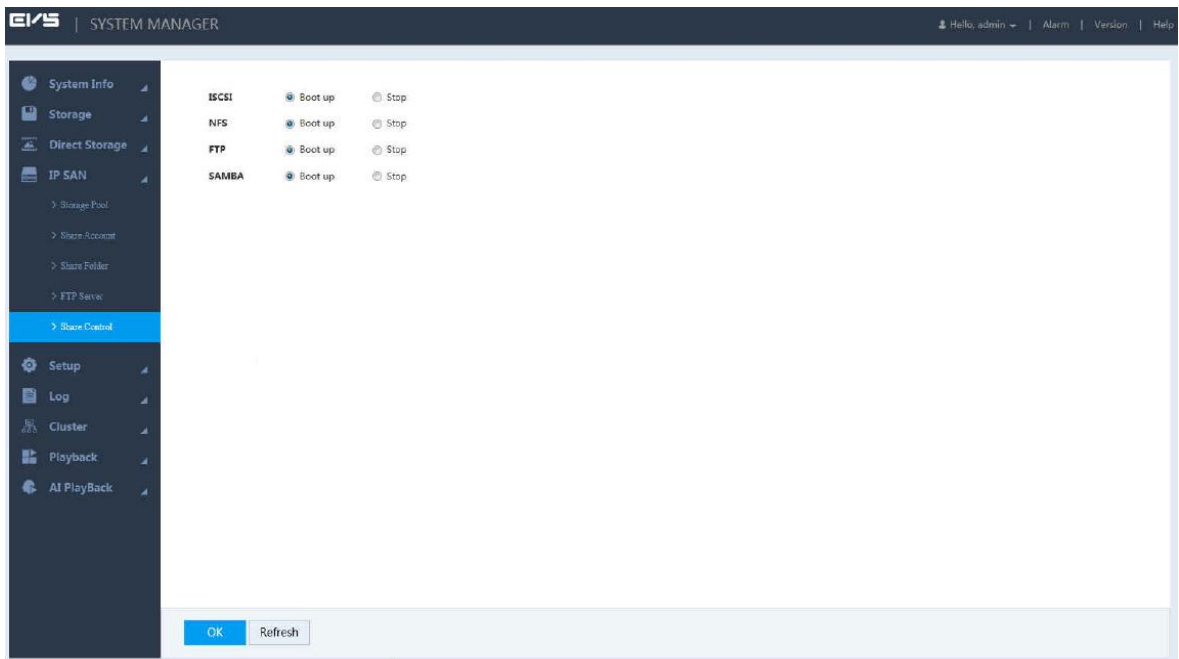 EIVS | SYSTEM MANAGER
Hello, admin | Alarm | Version | Help
System Info
Storage
Direct Storage
IP SAN
> Storage Pool
> Share Account
> Share Folder
> FTP Server
> Share Control
Setup
Log
Cluster
Playback
AI PlayBack
ISCSI Boot up Stop
NFS Boot up Stop
FTP Boot up Stop
SAMBA Boot up Stop
OK Refresh